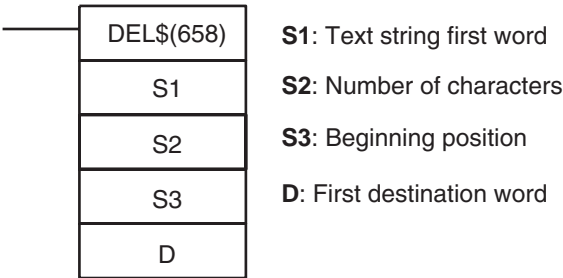 DEL$(658) S1: Text string first word
S1 S2: Number of characters
S2 S3: Beginning position
S3 D: First destination word
D